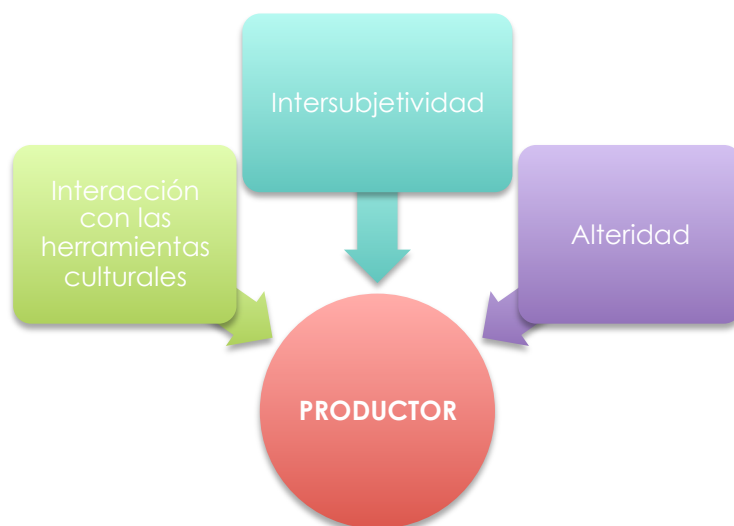 Intersubjetividad
Interacción
con las
herramientas
culturales
Alteridad
PRODUCTOR